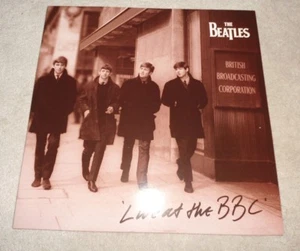 THE
BEATLES
BRITISH
BROADCASTING
CORPORATION
'Live at the BBC'